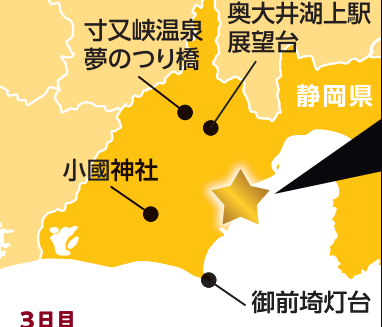 寸又峡温泉
夢のつり橋
奥大井湖上駅
展望台
静岡県
小國神社
御前埼灯台
3日目